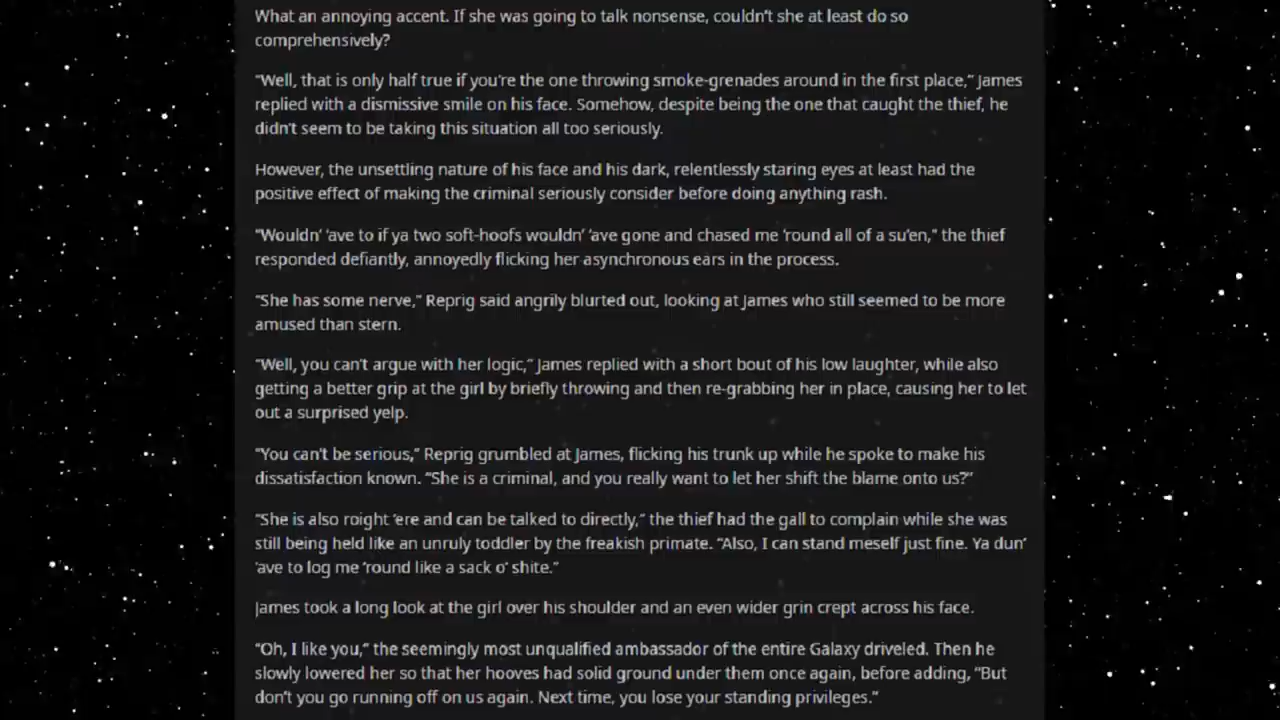 What an annoying accent. If she was going to talk nonsense, couldn't she at least do so
comprehensively?
"Well, that is only half true if you're the one throwing smoke-grenades around in the first place," James
replied with a dismissive smile on his face. Somehow, despite being the one that caught the thief, he
didn't seem to be taking this situation all too seriously.
However, the unsettling nature of his face and his dark, relentlessly staring eyes at least had the
positive effect of making the criminal seriously consider before doing anything rash.
"Wouldn' 'ave to if ya two soft-hoofs wouldn' 'ave gone and chased me 'round all of a su'en," the thief
responded defiantly, annoyedly flicking her asynchronous ears in the process.
"She has some nerve," Reprig said angrily blurted out, looking at James who still seemed to be more
amused than stern.
"Well, you can't argue with her logic," James replied with a short bout of his low laughter, while also
getting a better grip at the girl by briefly throwing and then re-grabbing her in place, causing her to let
out a surprised yelp.
"You can't be serious," Reprig grumbled at James, flicking his trunk up while he spoke to make his
dissatisfaction known. "She is a criminal, and you really want to let her shift the blame onto us?"
"She is also roight 'ere and can be talked to directly," the thief had the gall to complain while she was
still being held like an unruly toddler by the freakish primate. "Also, I can stand meself just fine. Ya dun'
'ave to log me 'round like a sack o' shite."
James took a long look at the girl over his shoulder and an even wider grin crept across his face.
"Oh, I like you," the seemingly most unqualified ambassador of the entire Galaxy driveled. Then he
slowly lowered her so that her hooves had solid ground under them once again, before adding, "But
don't you go running off on us again. Next time, you lose your standing privileges."